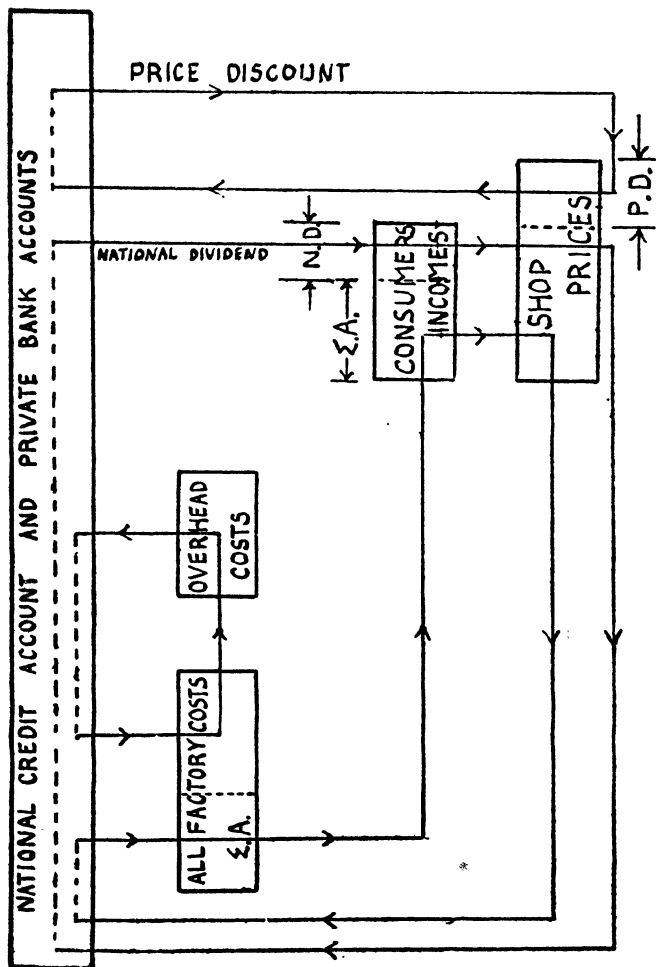 NATIONAL CREDIT ACCOUNT AND PRIVATE BANK ACCOUNTS
PRICE DISCOUNT
NATIONAL DIVIDEND
N.D.
Σ.A.
CONSUMERS
INCOMES
SHOP
PRICES
P.D.
OVERHEAD
COSTS
ALL FACTORY COSTS
Σ.A.